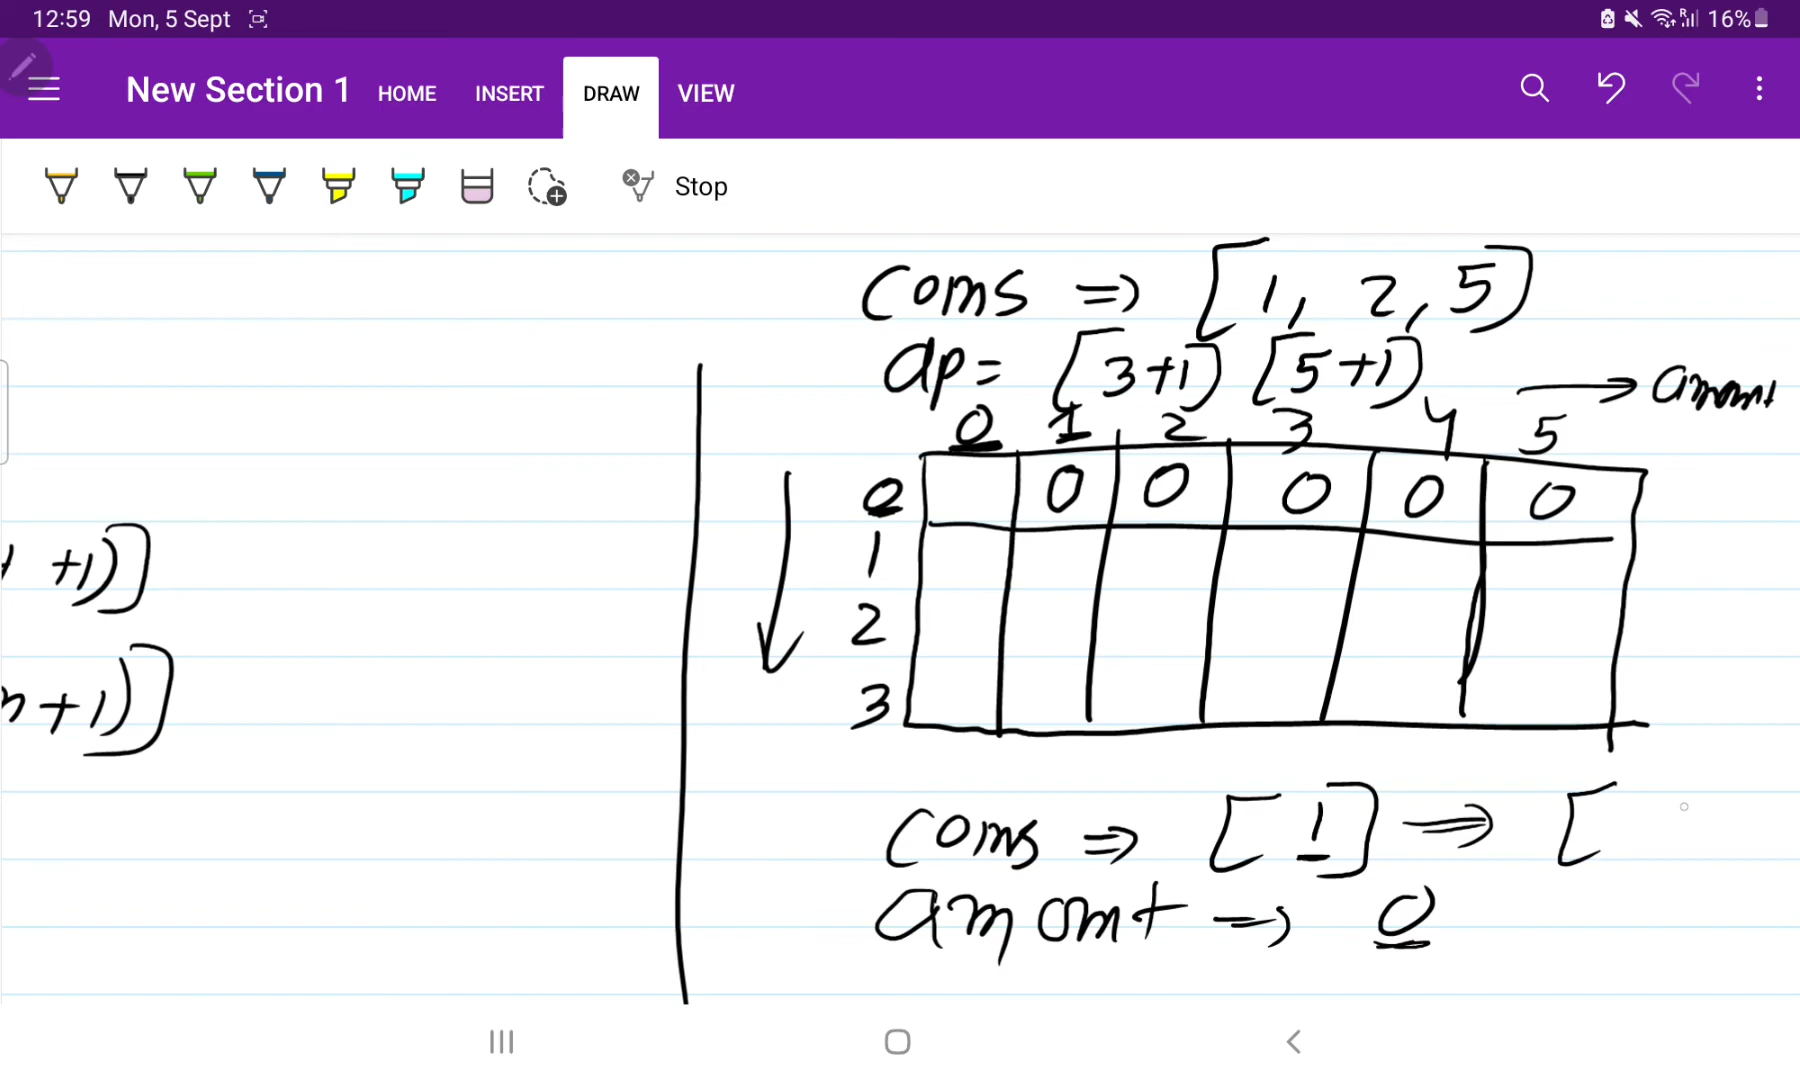 12:59 Mon, 5 Sept 16%
New Section 1 HOME INSERT DRAW VIEW
Stop
+1)]
+1)]
Coins => [1, 2, 5]
dp = [3+1] [5+1]
→ amount
0 1 2 3 4 5
0 0 0 0 0 0
1
2
3
Coins => [1] => [
amount => 0